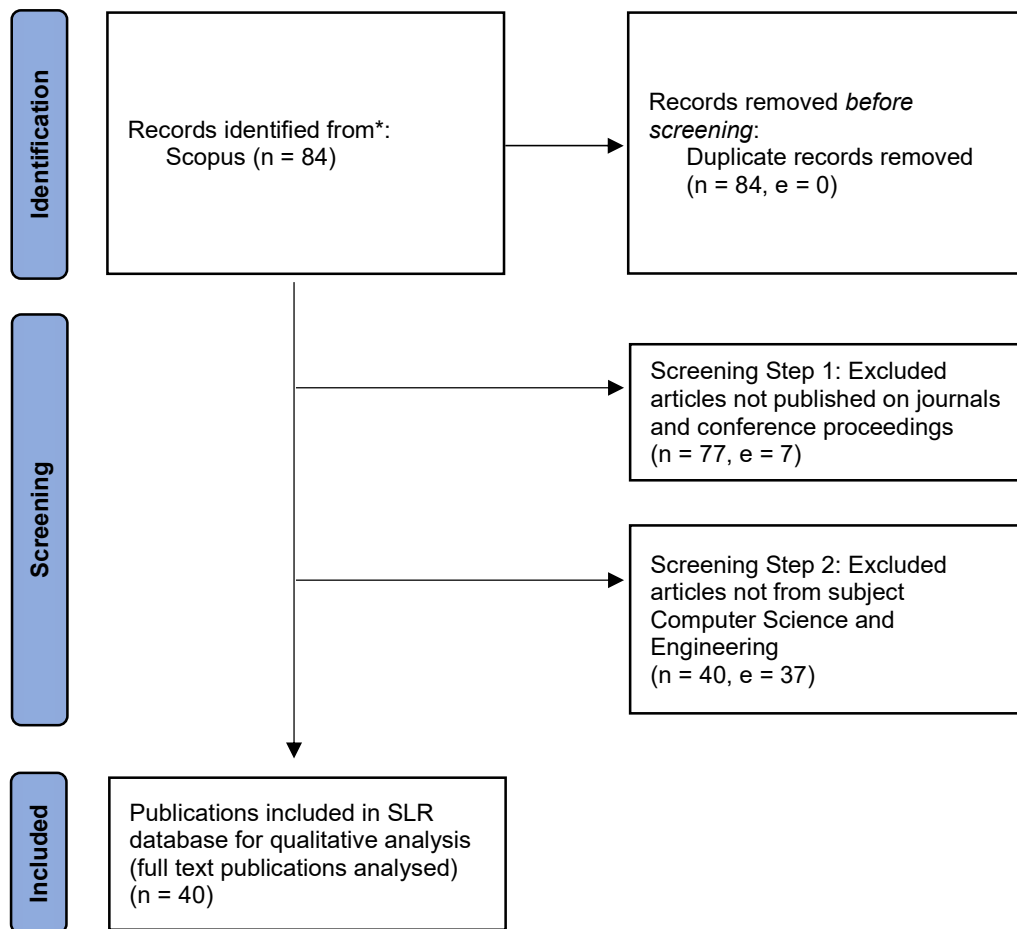 Identification
Records identified from*:
Scopus (n = 84)
Records removed before
screening:
Duplicate records removed
(n = 84, e = 0)
Screening
Screening Step 1: Excluded
articles not published on journals
and conference proceedings
(n = 77, e = 7)
Screening Step 2: Excluded
articles not from subject
Computer Science and
Engineering
(n = 40, e = 37)
Included
Publications included in SLR
database for qualitative analysis
(full text publications analysed)
(n = 40)